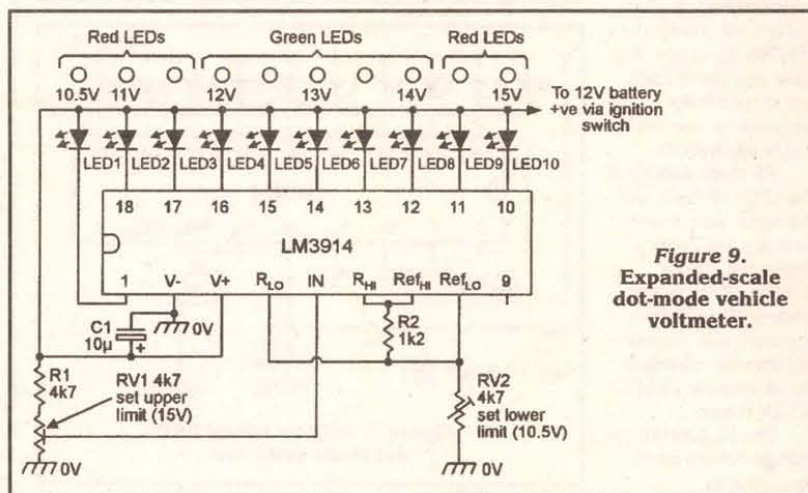 Red LEDs Green LEDs Red LEDs
10.5V 11V 12V 13V 14V 15V
To 12V battery
+ve via ignition
switch
LED1 LED2 LED3 LED4 LED5 LED6 LED7 LED8 LED9 LED10
18 17 16 15 14 13 12 11 10
LM3914
1 V- V+ RLO IN RHI RefHI RefLO 9
Figure 9.
Expanded-scale
dot-mode vehicle
voltmeter.
C1
10µ
+
0V
R2
1k2
R1
4k7
RV1 4k7
set upper
limit (15V)
RV2
4k7
set lower
limit (10.5V)
0V
0V